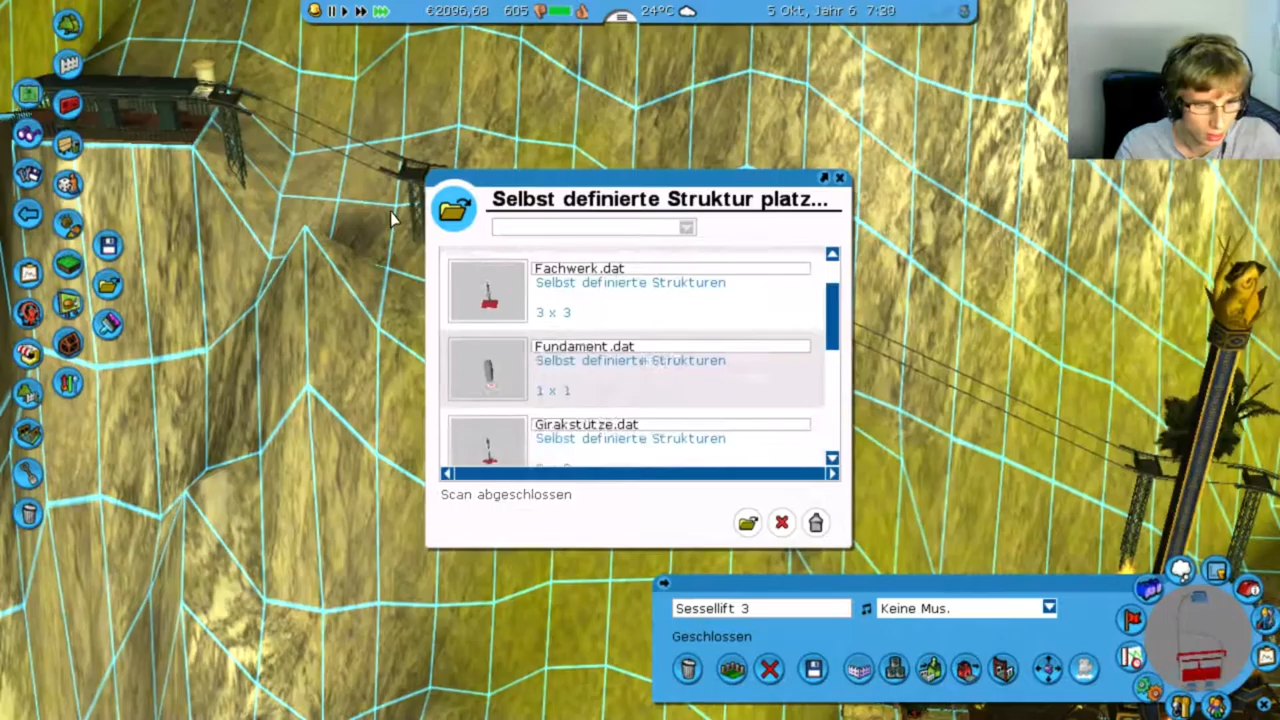 €2096,68 605 24°C 5 Okt, Jahr 6 7:39
Selbst definierte Struktur platz...
Fachwerk.dat
Selbst definierte Strukturen
3 x 3
Fundament.dat
Selbst definierte Strukturen
1 x 1
Girakstütze.dat
Selbst definierte Strukturen
Scan abgeschlossen
Sessellift 3
Keine Mus.
Geschlossen